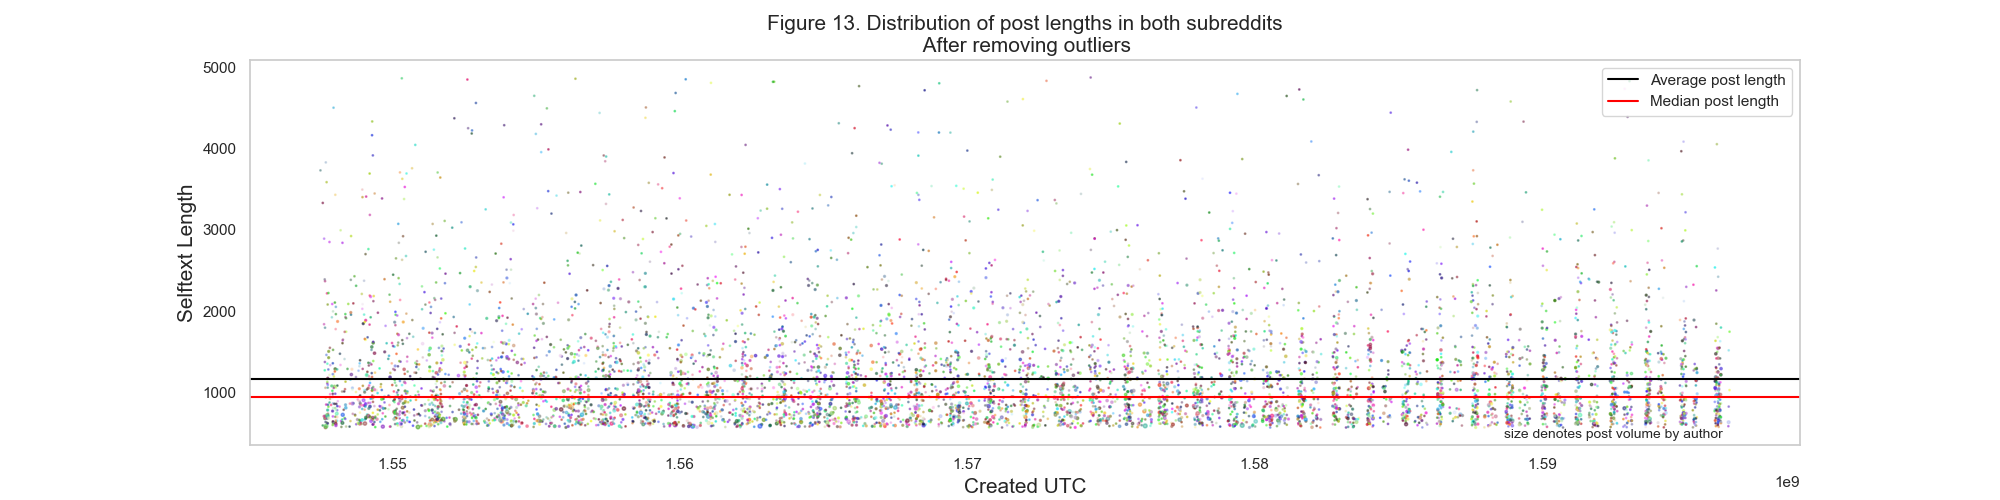 Figure 13. Distribution of post lengths in both subreddits
After removing outliers
Average post length
Median post length
Selftext Length
5000
4000
3000
2000
1000
size denotes post volume by author
1.55
1.56
1.57
1.58
1.59
1e9
Created UTC